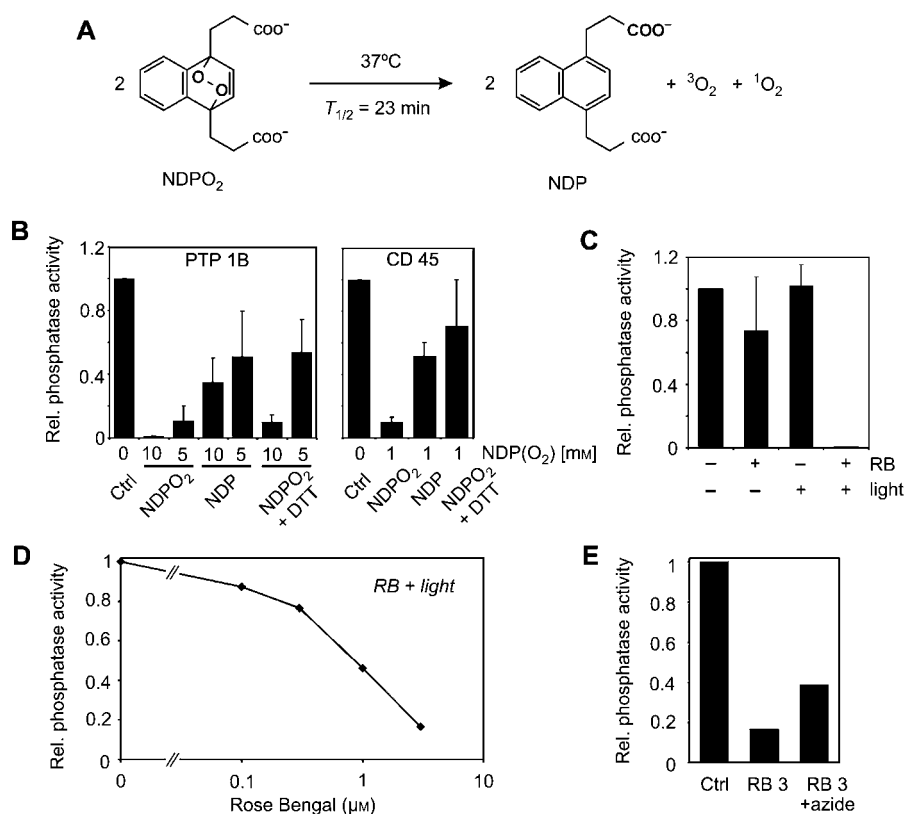 A
2
COO⁻
O
O
COO⁻
NDPO₂
37ºC
T₁/₂ = 23 min
2
COO⁻
COO⁻
NDP
+ ³O₂ + ¹O₂
B
Rel. phosphatase activity
1.2
0.8
0.4
0
PTP 1B
0 10 5 10 5 10 5
Ctrl
NDPO₂
NDP
NDPO₂
+ DTT
CD 45
0 1 1 1 NDP(O₂) [mM]
Ctrl
NDPO₂
NDP
NDPO₂
+ DTT
C
Rel. phosphatase activity
1.2
0.8
0.4
0
– + – + RB
– – + + light
D
Rel. phosphatase activity
1
0.8
0.6
0.4
0.2
0
RB + light
0 0.1 1 10
Rose Bengal (µM)
E
Rel. phosphatase activity
1
0.8
0.6
0.4
0.2
0
Ctrl RB 3 RB 3
+azide